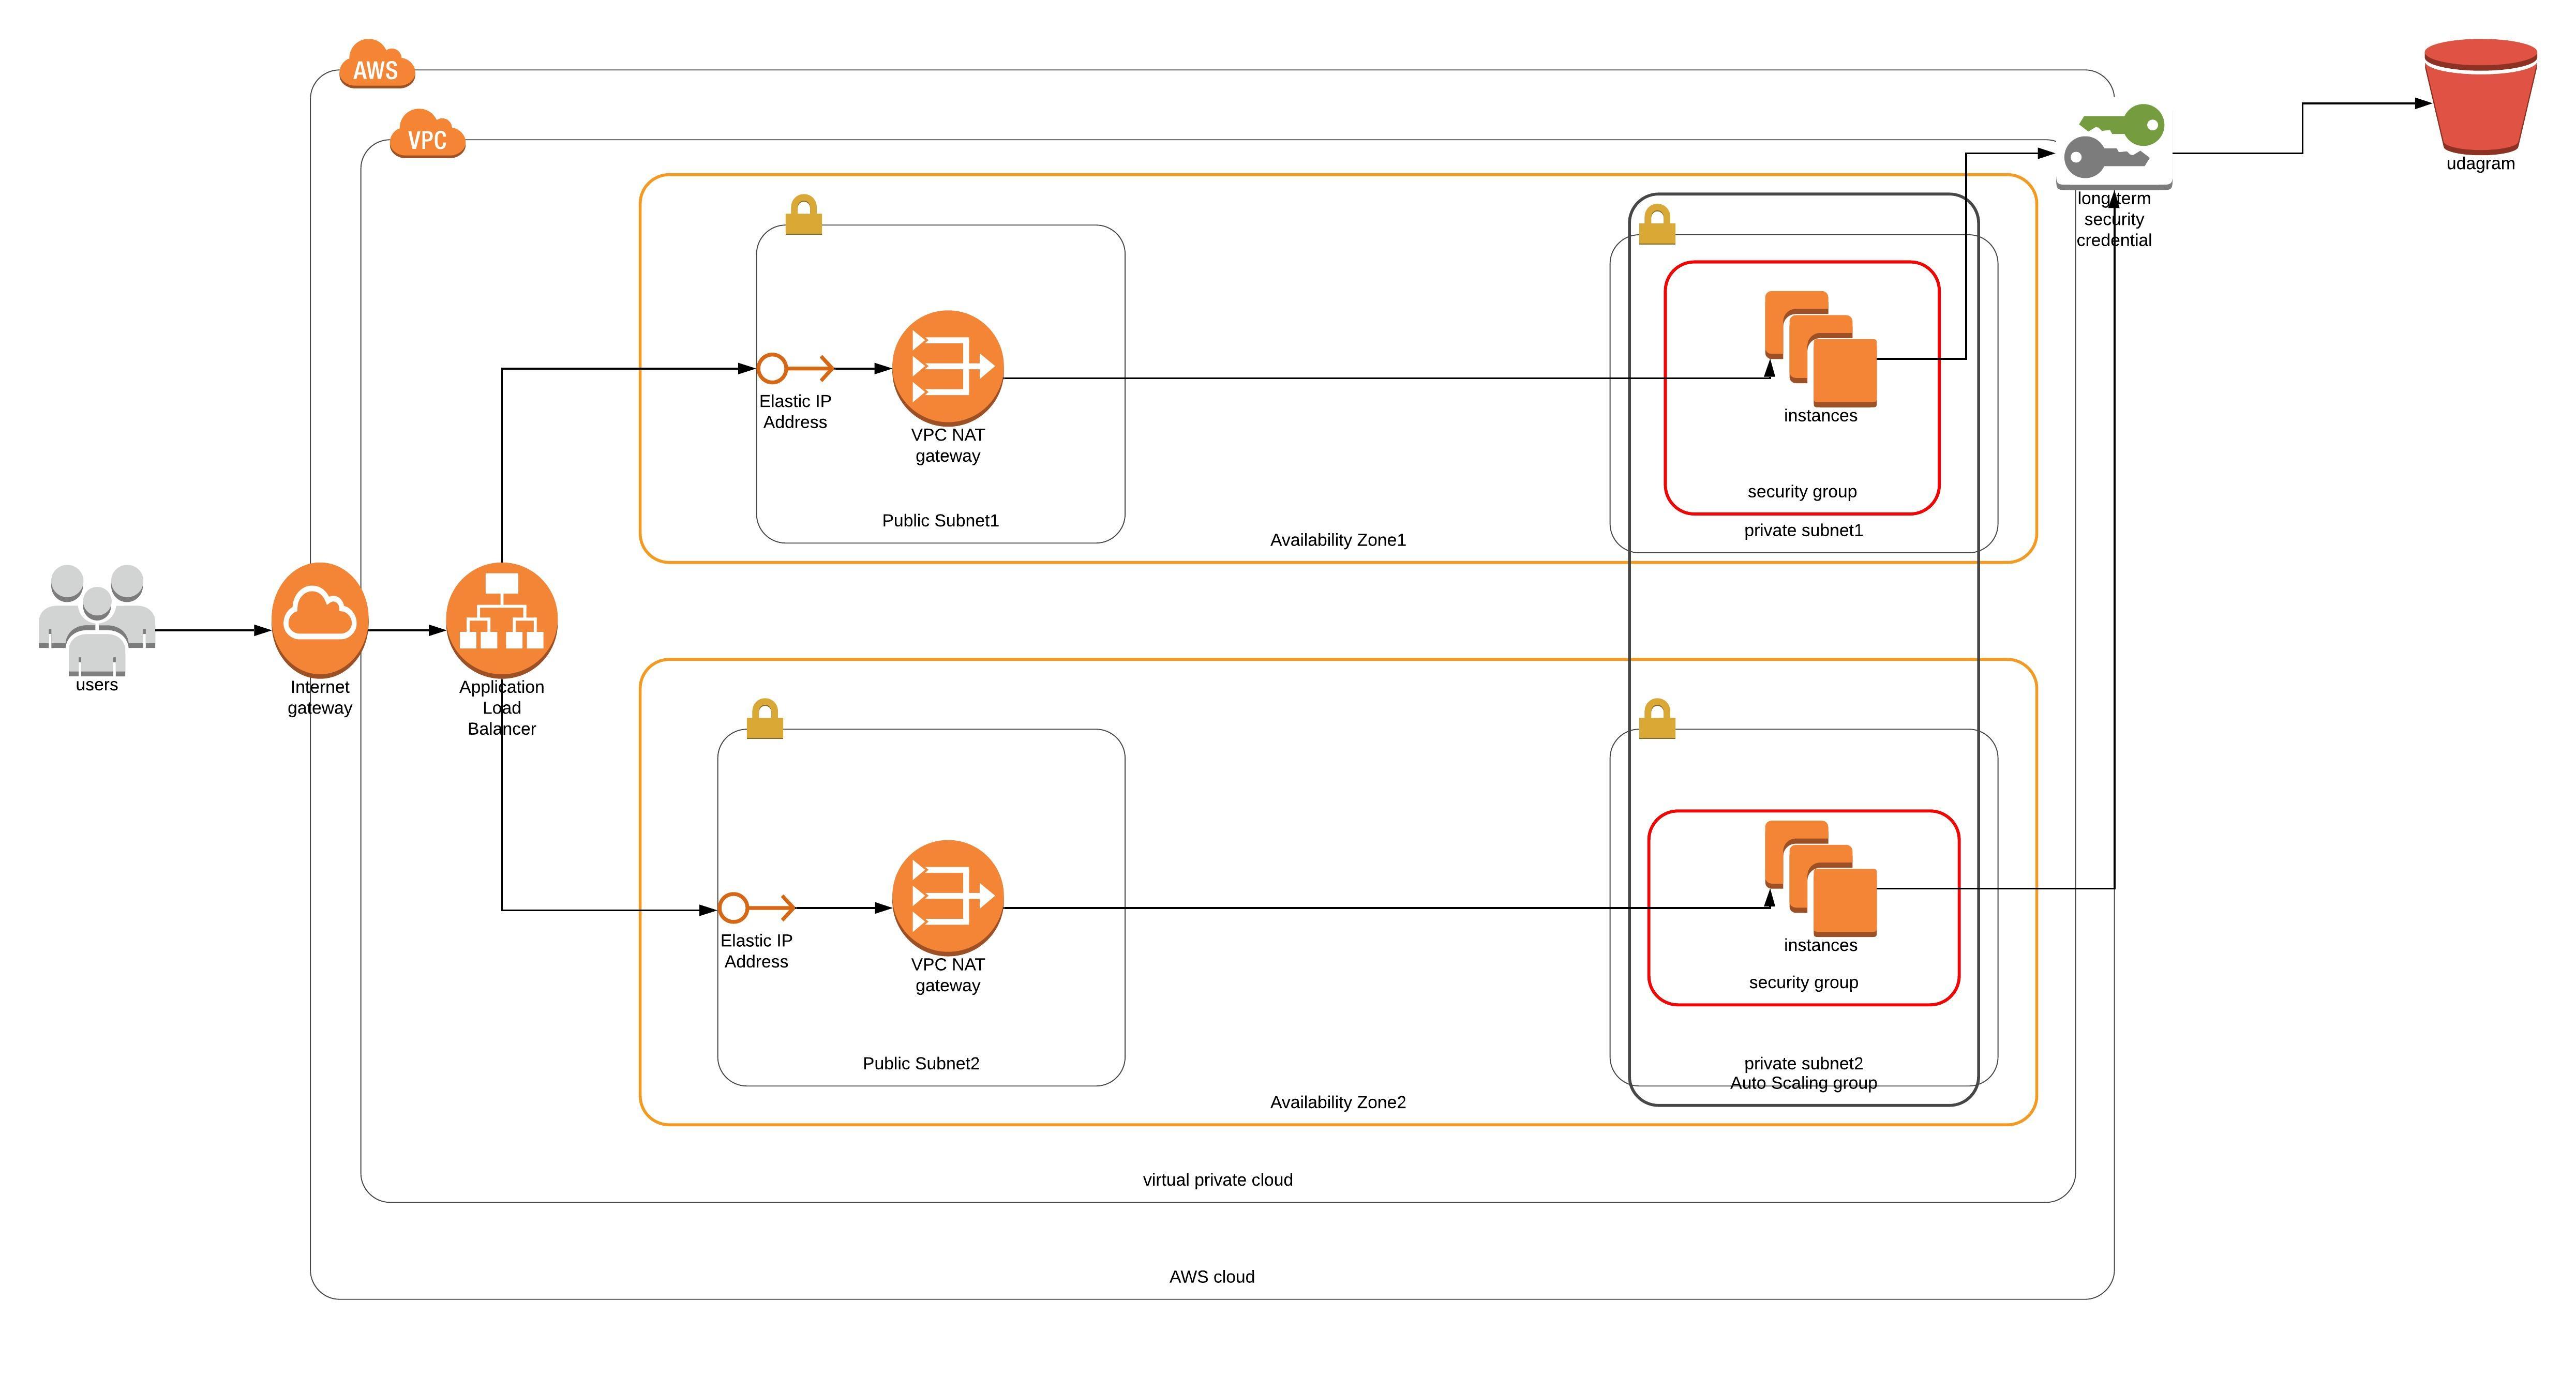 AWS
VPC
udagram
long term
security
credential
Elastic IP
Address
VPC NAT
gateway
instances
security group
Public Subnet1
private subnet1
Availability Zone1
users
Internet
gateway
Application
Load
Balancer
Elastic IP
Address
VPC NAT
gateway
instances
security group
Public Subnet2
private subnet2
Auto Scaling group
Availability Zone2
virtual private cloud
AWS cloud